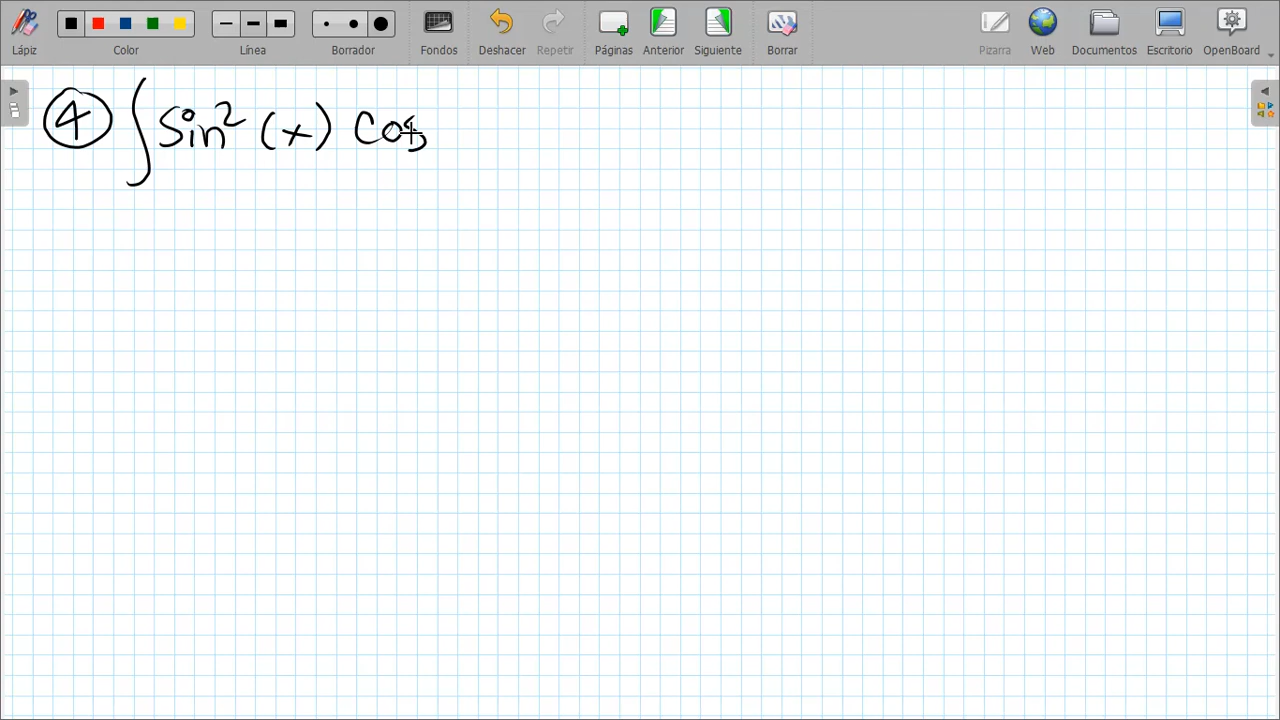 Lápiz Color Línea Borrador Fondos Deshacer Repetir Páginas Anterior Siguiente Borrar Pizarra Web Documentos Escritorio OpenBoard
④ ∫ Sin² (x) Cos